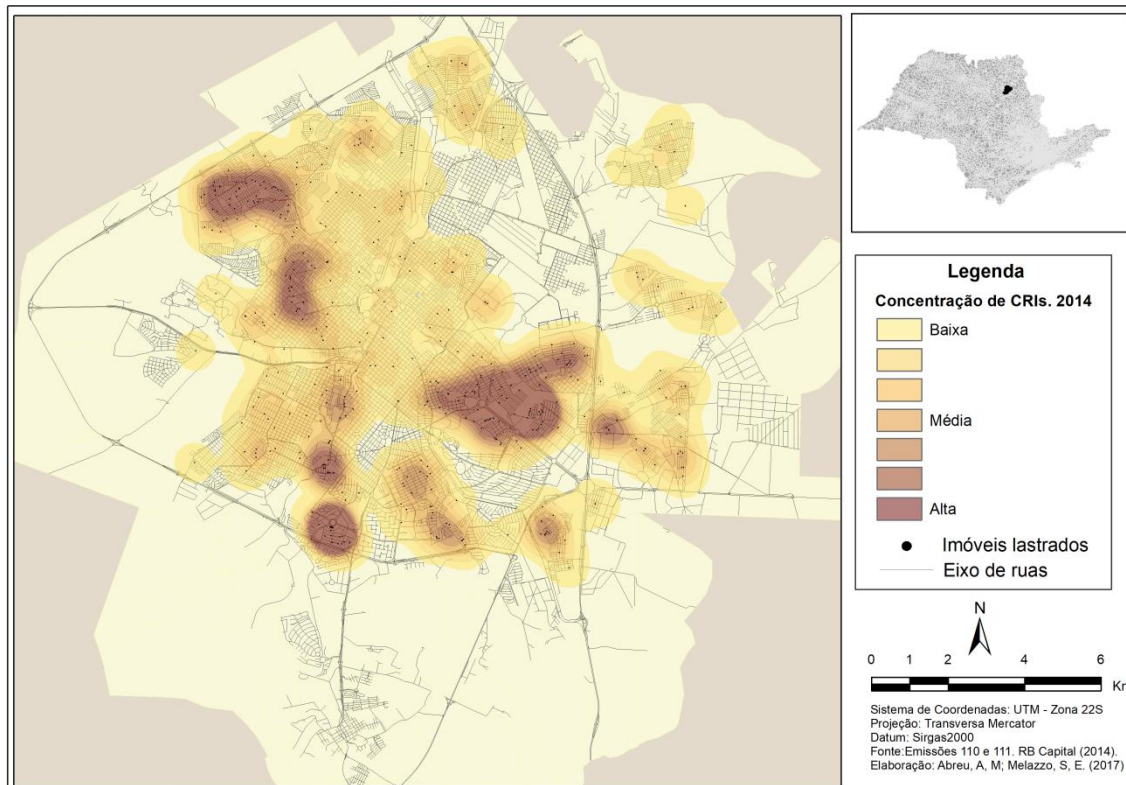 Legenda
Concentração de CRIs. 2014
Baixa
Média
Alta
Imóveis lastrados
Eixo de ruas
N
0 1 2 4 6
Km
Sistema de Coordenadas: UTM - Zona 22S
Projeção: Transversa Mercator
Datum: Sirgas2000
Fonte:Emissões 110 e 111. RB Capital (2014).
Elaboração: Abreu, A, M; Melazzo, S, E. (2017)